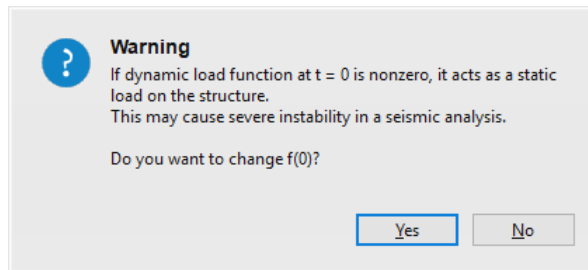 ?
Warning
If dynamic load function at t = 0 is nonzero, it acts as a static
load on the structure.
This may cause severe instability in a seismic analysis.
Do you want to change f(0)?
Yes
No